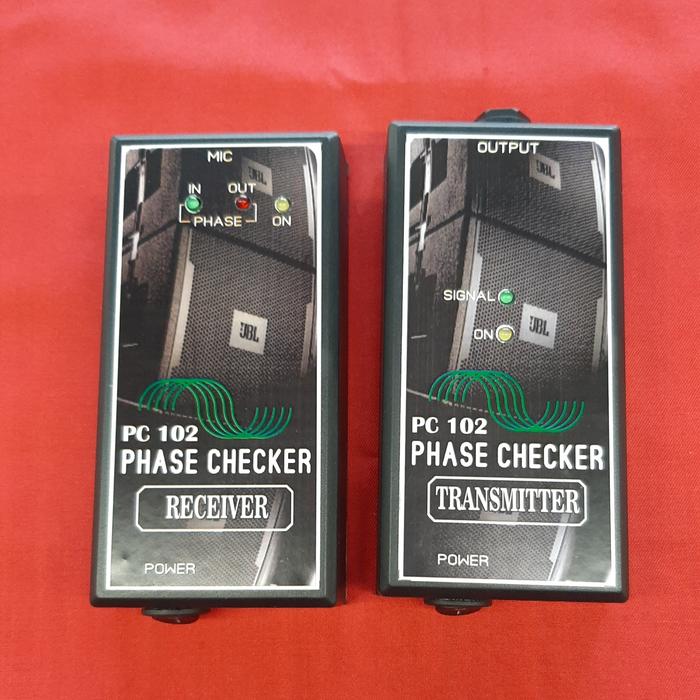 MIC
JBL
IN OUT
PHASE ON
JBL
PC 102
PHASE CHECKER
RECEIVER
POWER
OUTPUT
JBL
SIGNAL
ON
JBL
PC 102
PHASE CHECKER
TRANSMITTER
POWER